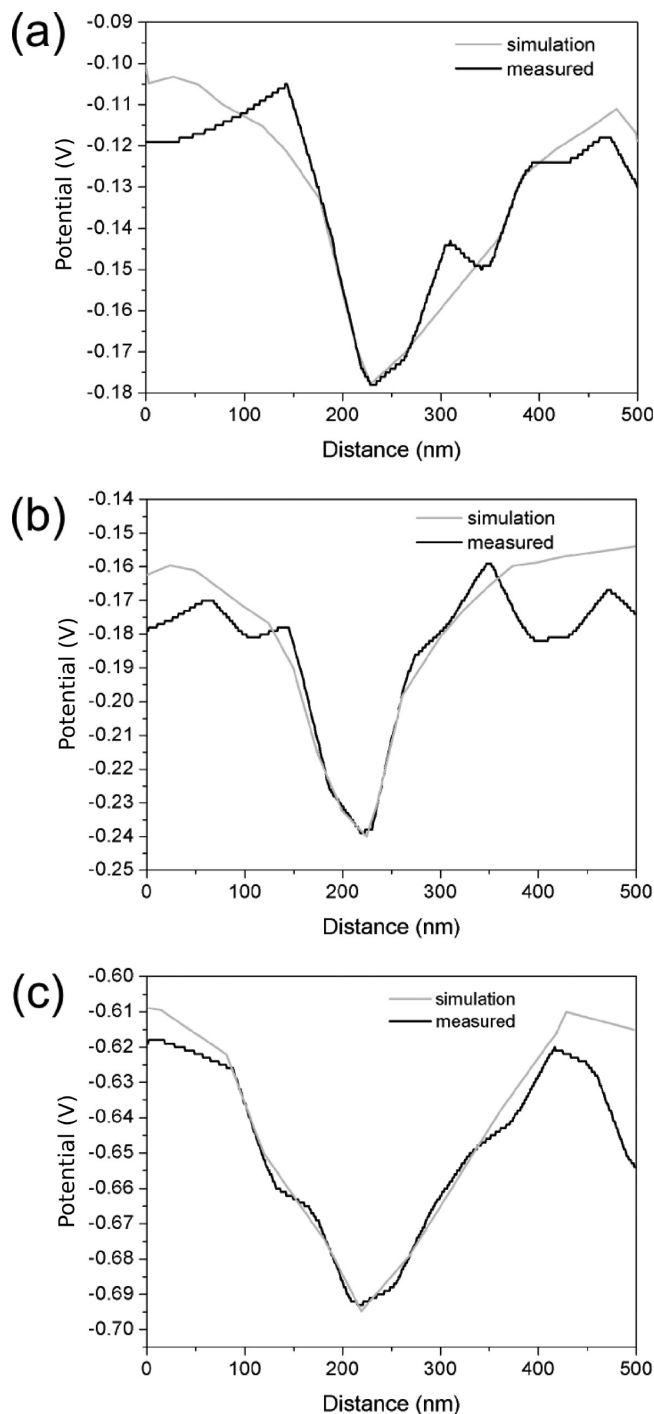 (a)
simulation
measured
Potential (V)
-0.09
-0.10
-0.11
-0.12
-0.13
-0.14
-0.15
-0.16
-0.17
-0.18
0 100 200 300 400 500
Distance (nm)
(b)
simulation
measured
Potential (V)
-0.14
-0.15
-0.16
-0.17
-0.18
-0.19
-0.20
-0.21
-0.22
-0.23
-0.24
-0.25
0 100 200 300 400 500
Distance (nm)
(c)
simulation
measured
Potential (V)
-0.60
-0.61
-0.62
-0.63
-0.64
-0.65
-0.66
-0.67
-0.68
-0.69
-0.70
0 100 200 300 400 500
Distance (nm)